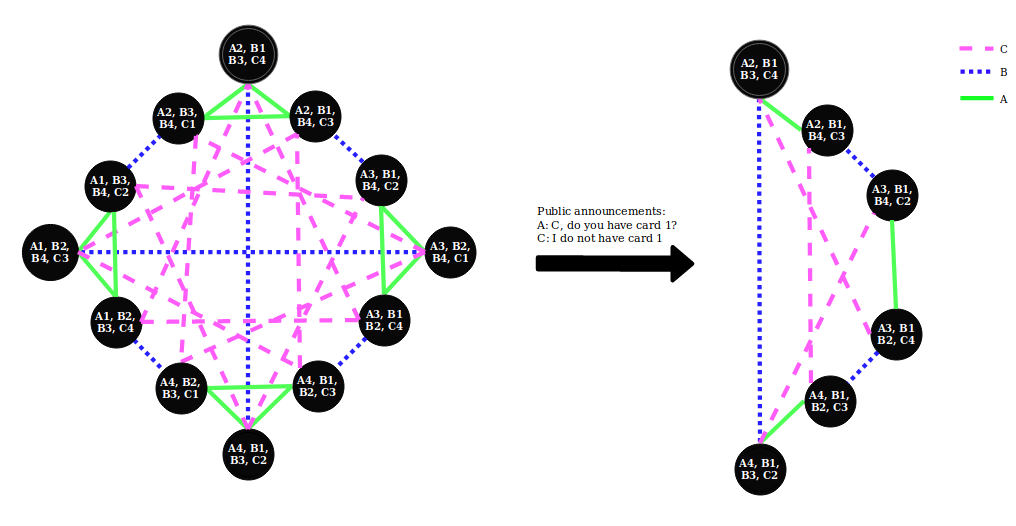 A2, B1
B3, C4
A2, B3,
B4, C1
A2, B1,
B4, C3
A1, B3,
B4, C2
A3, B1,
B4, C2
A1, B2,
B4, C3
A3, B2,
B4, C1
A1, B2,
B3, C4
A3, B1
B2, C4
A4, B2,
B3, C1
A4, B1,
B2, C3
A4, B1,
B3, C2
Public announcements:
A: C, do you have card 1?
C: I do not have card 1
A2, B1
B3, C4
A2, B1,
B4, C3
A3, B1,
B4, C2
A3, B1
B2, C4
A4, B1,
B2, C3
A4, B1,
B3, C2
C
B
A